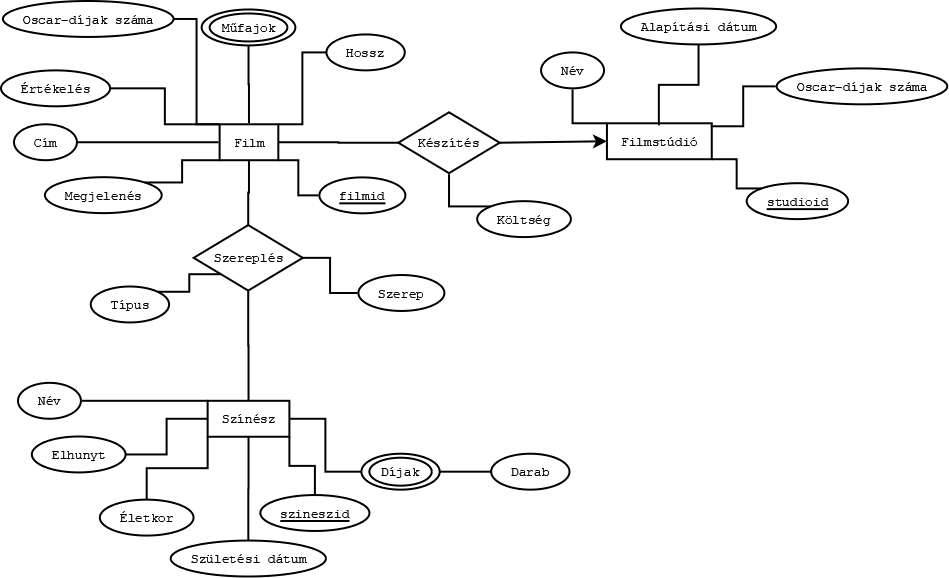 Oscar-díjak száma
Műfajok
Alapítási dátum
Hossz
Név
Értékelés
Oscar-díjak száma
Cím
Film
Készítés
Filmstúdió
Megjelenés
filmid
studioid
Költség
Szereplés
Típus
Szerep
Név
Színész
Elhunyt
Díjak
Darab
Életkor
szineszid
Születési dátum